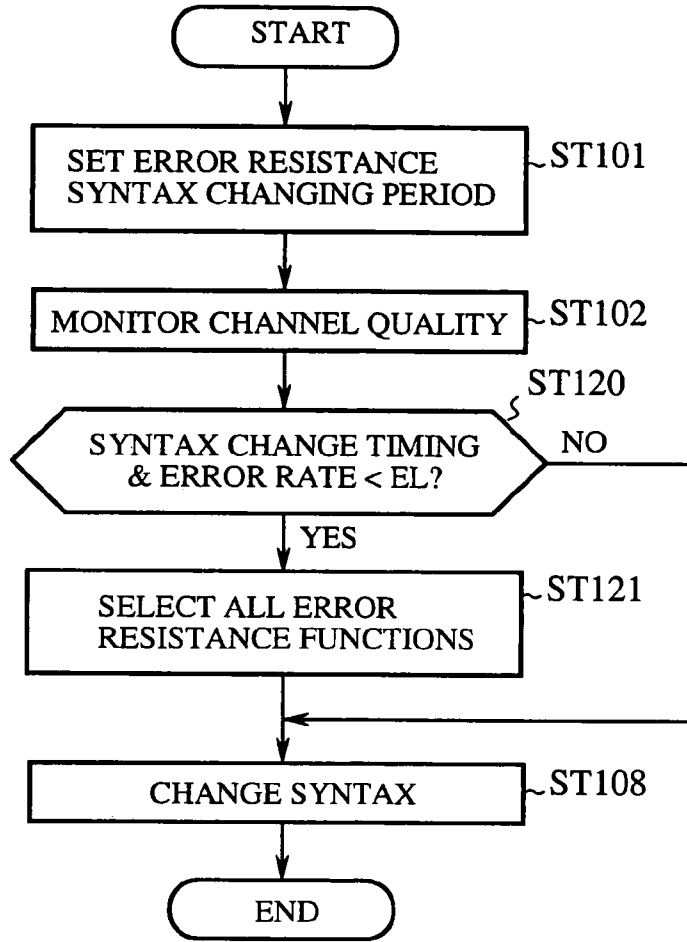 START
SET ERROR RESISTANCE
SYNTAX CHANGING PERIOD
ST101
MONITOR CHANNEL QUALITY
ST102
ST120
SYNTAX CHANGE TIMING
& ERROR RATE < EL?
NO
YES
SELECT ALL ERROR
RESISTANCE FUNCTIONS
ST121
CHANGE SYNTAX
ST108
END